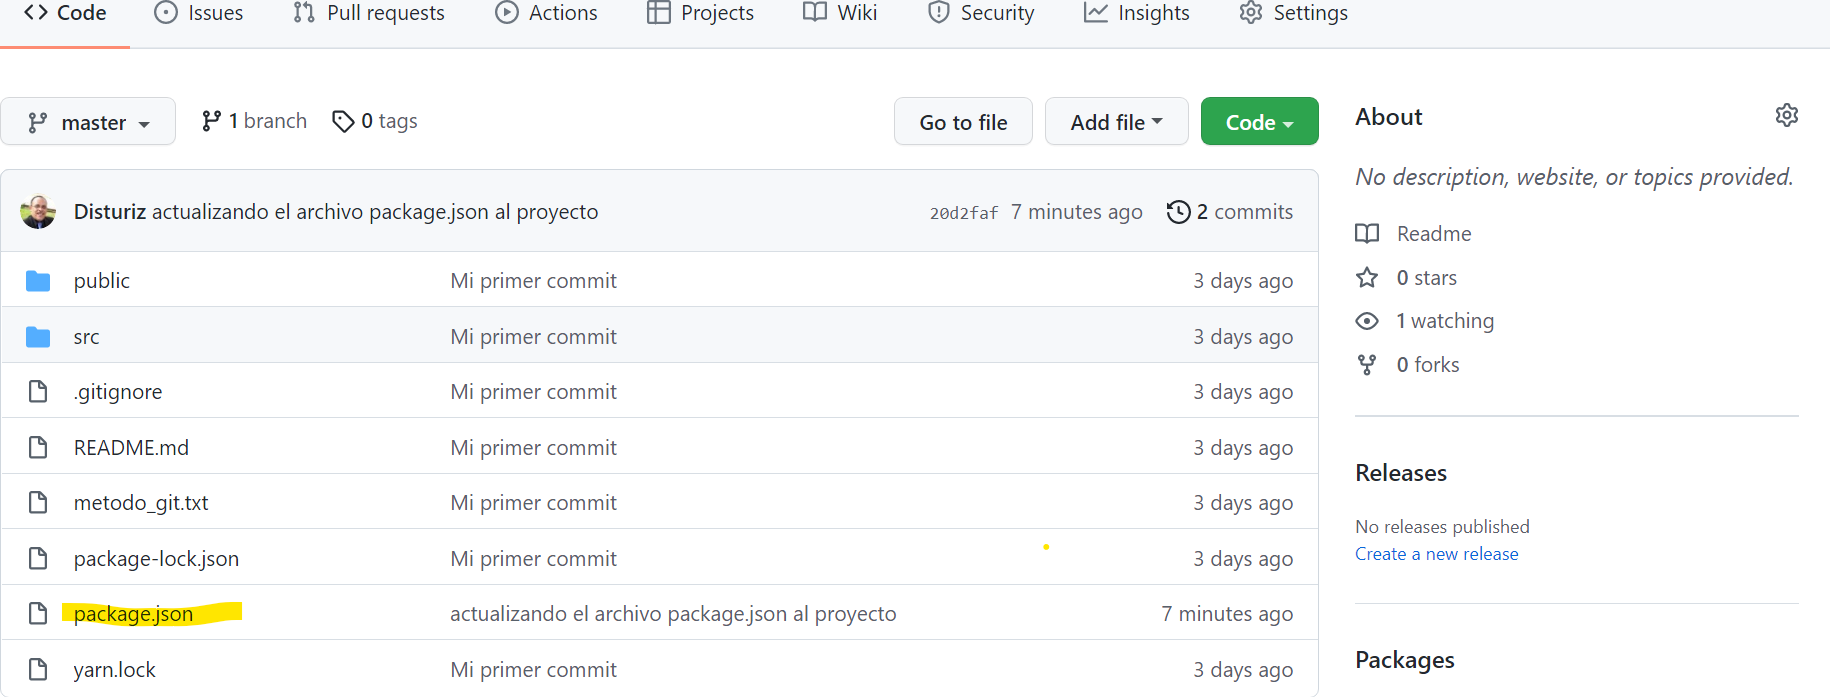 Code Issues Pull requests Actions Projects Wiki Security Insights Settings
master 1 branch 0 tags Go to file Add file Code
Disturiz actualizando el archivo package.json al proyecto 20d2faf 7 minutes ago 2 commits
public Mi primer commit 3 days ago
src Mi primer commit 3 days ago
.gitignore Mi primer commit 3 days ago
README.md Mi primer commit 3 days ago
metodo_git.txt Mi primer commit 3 days ago
package-lock.json Mi primer commit 3 days ago
package.json actualizando el archivo package.json al proyecto 7 minutes ago
yarn.lock Mi primer commit 3 days ago
About
No description, website, or topics provided.
Readme
0 stars
1 watching
0 forks
Releases
No releases published
Create a new release
Packages